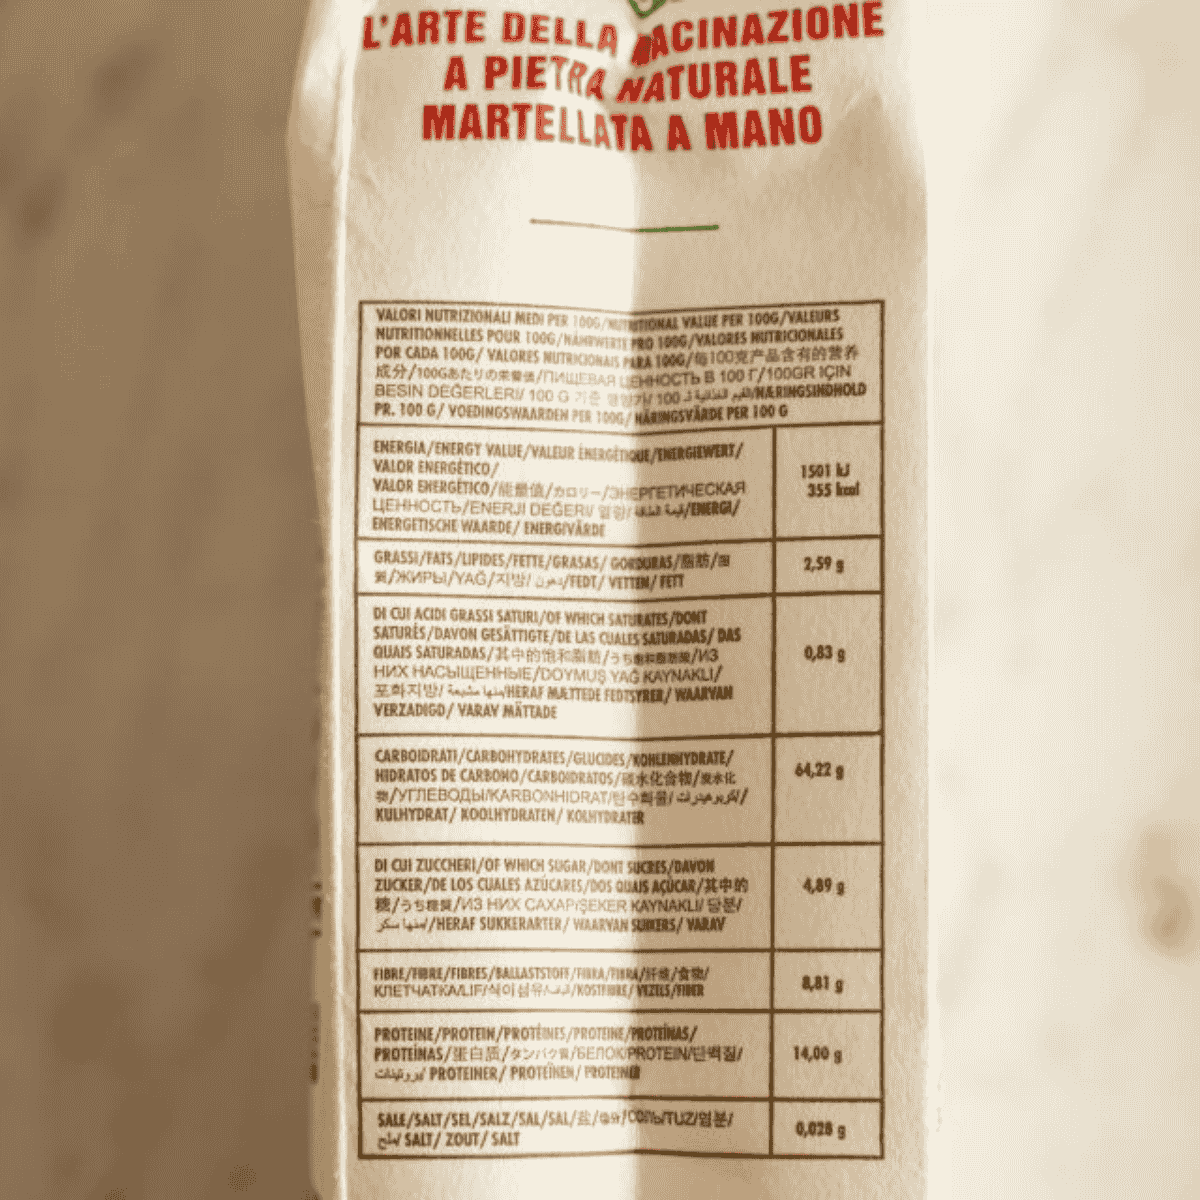 L'ARTE DELLA MACINAZIONE
A PIETRA NATURALE
MARTELLATA A MANO
VALORI NUTRIZIONALI MEDI PER 100G/NUTRITIONAL VALUE PER 100G/VALEURS
NUTRITIONNELLES POUR 100G/NÄHRWERTE PRO 100G/VALORES NUTRICIONALES
POR CADA 100G/ VALORES NUTRICIONAIS PARA 100G/每100克产品含有的营养
成分/100Gあたりの栄養価/ПИЩЕВАЯ ЦЕННОСТЬ В 100 Г/100GR IÇIN
BESIN DEĞERLERI/ 100 G 기준 영양가/ 100 القيم الغذائية لـ/NÆRINGSINDHOLD
PR. 100 G/ VOEDINGSWAARDEN PER 100G/ NÄRINGSVÄRDE PER 100 G
ENERGIA/ENERGY VALUE/VALEUR ÉNERGÉTIQUE/ENERGIEWERT/
VALOR ENERGÉTICO/
VALOR ENERGÉTICO/能量值/カロリー/ЭНЕРГЕТИЧЕСКАЯ
ЦЕННОСТЬ/ENERJI DEĞERI/ 열량/قيمة الطاقة/ENERGI/
ENERGETISCHE WAARDE/ ENERGIVÄRDE
1501 kJ
355 kcal
GRASSI/FATS/LIPIDES/FETTE/GRASAS/ GORDURAS/脂肪/脂
質/ЖИРЫ/YAĞ/지방/ دهون/FEDT/ VETTEN/ FETT
2,59 g
DI CUI ACIDI GRASSI SATURI/OF WHICH SATURATES/DONT
SATURÉS/DAVON GESÄTTIGTE/DE LAS CUALES SATURADAS/ DAS
QUAIS SATURADAS/其中的饱和脂肪/うち飽和脂肪酸/ИЗ
НИХ НАСЫЩЕННЫЕ/DOYMUŞ YAĞ KAYNAKLI/
포화지방/ منها مشبعة/HERAF MÆTTEDE FEDTSYRER/ WAARVAN
VERZADIGD/ VARAV MÄTTADE
0,83 g
CARBOIDRATI/CARBOHYDRATES/GLUCIDES/KOHLENHYDRATE/
HIDRATOS DE CARBONO/CARBOIDRATOS/碳水化合物/炭水化
物/УГЛЕВОДЫ/KARBONHIDRAT/탄수화물/ الكربوهيدرات/
KULHYDRAT/ KOOLHYDRATEN/ KOLHYDRATER
64,22 g
DI CUI ZUCCHERI/OF WHICH SUGAR/DONT SUCRES/DAVON
ZUCKER/DE LOS CUALES AZÚCARES/DOS QUAIS AÇÚCAR/其中的
糖/うち糖質/ИЗ НИХ САХАР/ŞEKER KAYNAKLI/ 당분/
منها سكر/HERAF SUKKERARTER/ WAARVAN SUIKERS/ VARAV
4,89 g
FIBRE/FIBRE/FIBRES/BALLASTSTOFF/FIBRA/FIBRA/纤维/食物/
КЛЕТЧАТКА/LIF/식이섬유/ألياف/KOSTFIBRE/ VEZELS/FIBER
8,81 g
PROTEINE/PROTEIN/PROTÉINES/PROTEINE/PROTEÍNAS/
PROTEÍNAS/蛋白质/タンパク質/БЕЛОК/PROTEIN/단백질/
بروتينات/ PROTEINER/ PROTEÏNEN/ PROTEINER
14,00 g
SALE/SALT/SEL/SALZ/SAL/SAL/盐/塩分/СОЛЬ/TUZ/염분/
ملح/ SALT/ ZOUT/ SALT
0,028 g